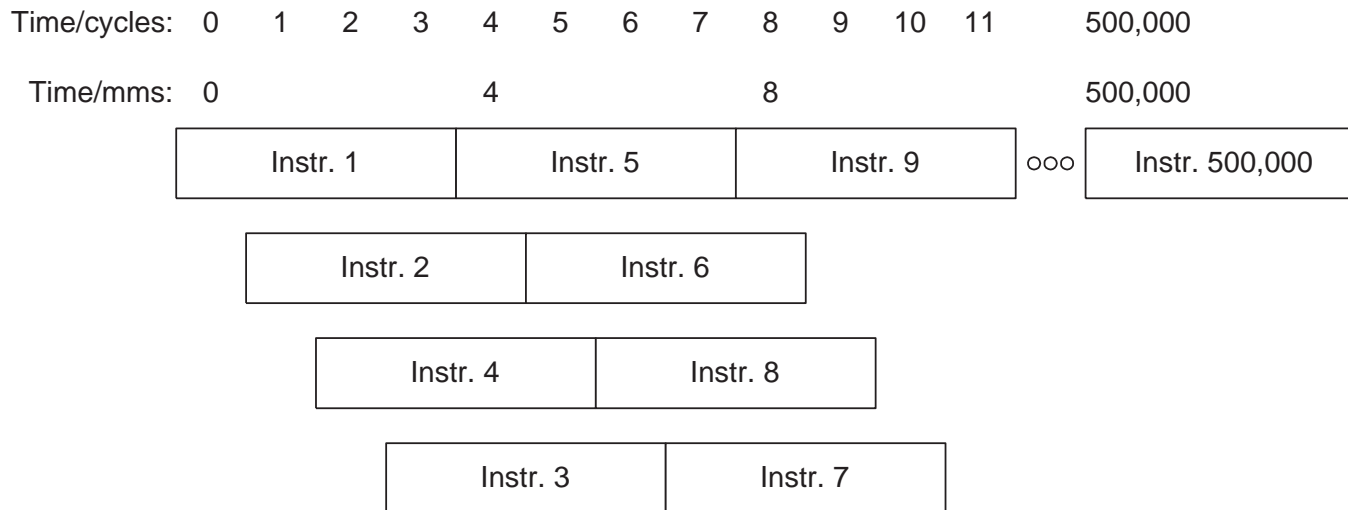 Time/cycles: 0 1 2 3 4 5 6 7 8 9 10 11 500,000
Time/mms: 0 4 8 500,000
Instr. 1 Instr. 5 Instr. 9 ooo Instr. 500,000
Instr. 2 Instr. 6
Instr. 4 Instr. 8
Instr. 3 Instr. 7